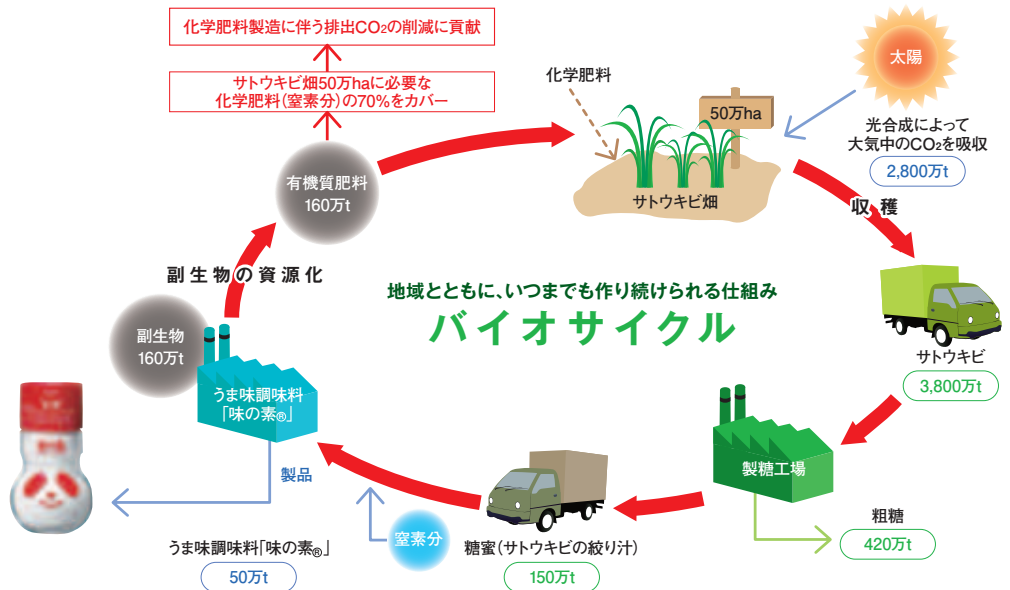 化学肥料製造に伴う排出CO₂の削減に貢献
サトウキビ畑50万haに必要な
化学肥料(窒素分)の70%をカバー
有機質肥料
160万t
化学肥料
50万ha
サトウキビ畑
太陽
光合成によって
大気中のCO₂を吸収
2,800万t
収穫
サトウキビ
3,800万t
製糖工場
粗糖
420万t
糖蜜(サトウキビの絞り汁)
150万t
窒素分
うま味調味料
「味の素®」
製品
うま味調味料「味の素®」
50万t
副生物
160万t
副生物の資源化
地域とともに、いつまでも作り続けられる仕組み
バイオサイクル